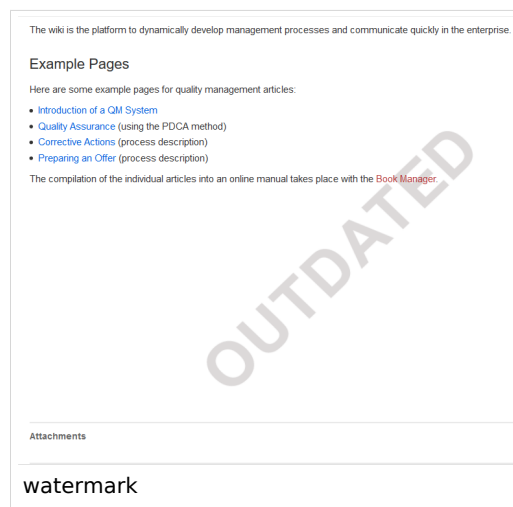 The wiki is the platform to dynamically develop management processes and communicate quickly in the enterprise.
Example Pages
Here are some example pages for quality management articles:
• Introduction of a QM System
• Quality Assurance (using the PDCA method)
• Corrective Actions (process description)
• Preparing an Offer (process description)
The compilation of the individual articles into an online manual takes place with the Book Manager.
OUTDATED
Attachments
watermark